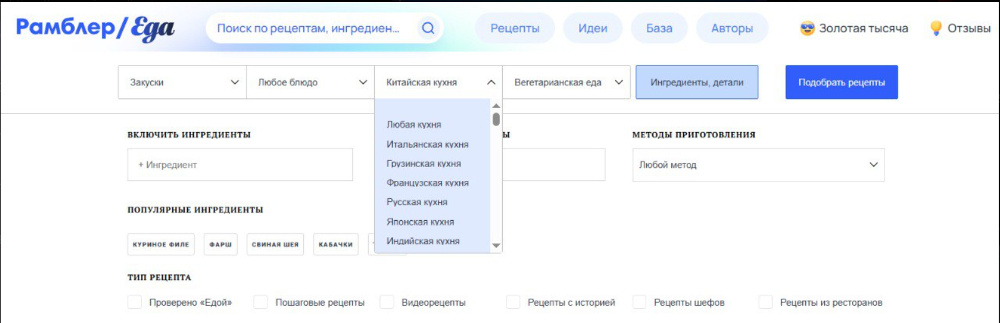 Рамблер/Еда
Поиск по рецептам, ингредиен...
Рецепты
Идеи
База
Авторы
😎 Золотая тысяча
💡 Отзывы
Закуски
Любое блюдо
Китайская кухня
Вегетарианская еда
Ингредиенты, детали
Подобрать рецепты
Любая кухня
Итальянская кухня
Грузинская кухня
Французская кухня
Русская кухня
Японская кухня
Индийская кухня
ВКЛЮЧИТЬ ИНГРЕДИЕНТЫ
+ Ингредиент
МЕТОДЫ ПРИГОТОВЛЕНИЯ
Любой метод
ПОПУЛЯРНЫЕ ИНГРЕДИЕНТЫ
КУРИНОЕ ФИЛЕ
ФАРШ
СВИНАЯ ШЕЯ
КАБАЧКИ
ТИП РЕЦЕПТА
Проверено «Едой»
Пошаговые рецепты
Видеорецепты
Рецепты с историей
Рецепты шефов
Рецепты из ресторанов